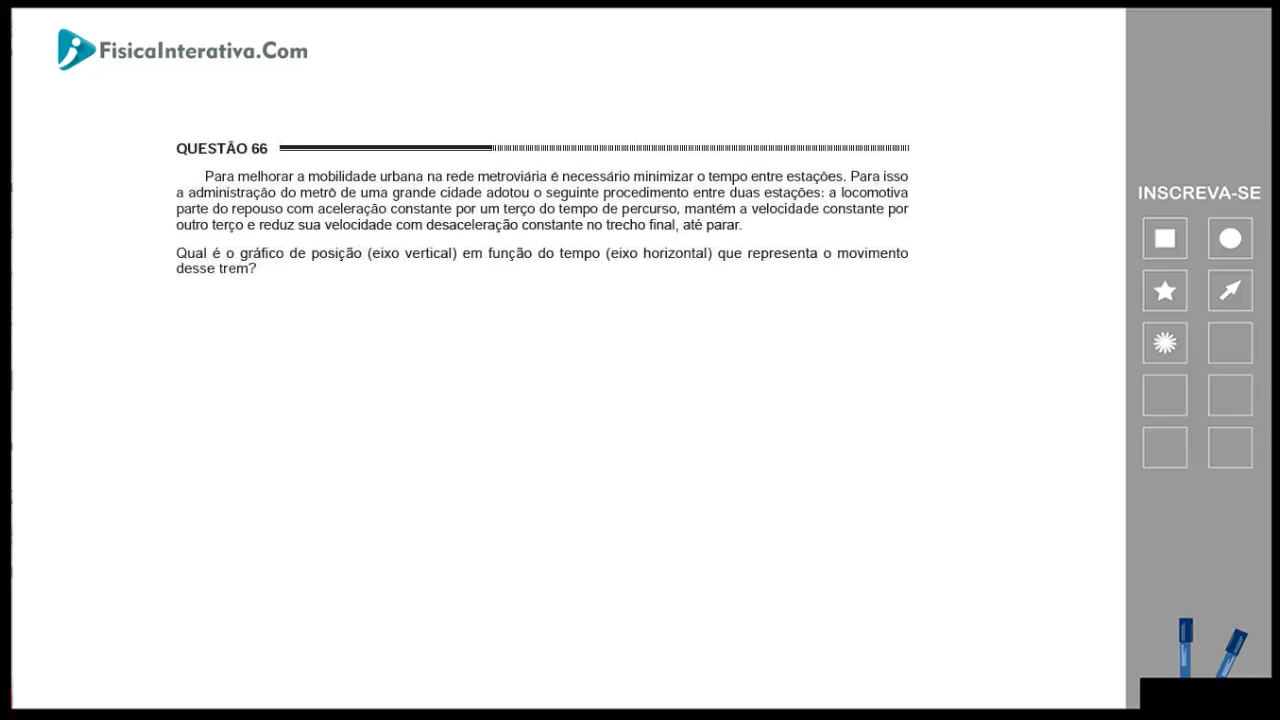 FisicaInterativa.Com
QUESTÃO 66
Para melhorar a mobilidade urbana na rede metroviária é necessário minimizar o tempo entre estações. Para isso
a administração do metrô de uma grande cidade adotou o seguinte procedimento entre duas estações: a locomotiva
parte do repouso com aceleração constante por um terço do tempo de percurso, mantém a velocidade constante por
outro terço e reduz sua velocidade com desaceleração constante no trecho final, até parar.
Qual é o gráfico de posição (eixo vertical) em função do tempo (eixo horizontal) que representa o movimento
desse trem?
INSCREVA-SE